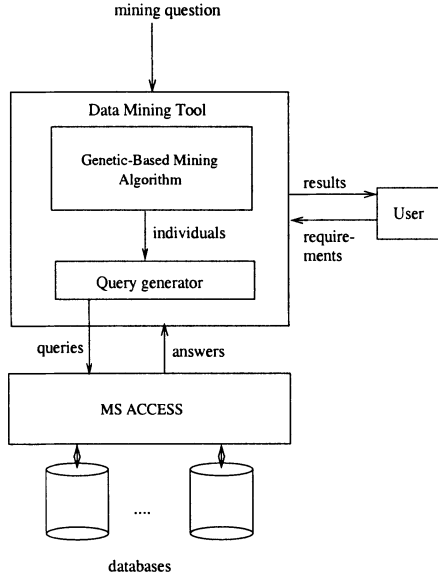 mining question
Data Mining Tool
Genetic-Based Mining
Algorithm
individuals
Query generator
results
User
require-
ments
queries
answers
MS ACCESS
....
databases